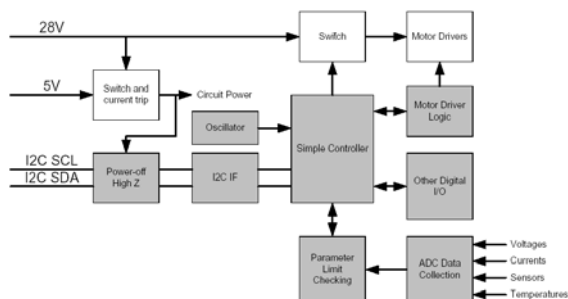 28V
Switch
Motor Drivers
5V
Switch and
current trip
Circuit Power
Oscillator
Motor Driver
Logic
Simple Controller
I2C SCL
I2C SDA
Power-off
High Z
I2C IF
Other Digital
I/O
Parameter
Limit
Checking
ADC Data
Collection
Voltages
Currents
Sensors
Temperatures